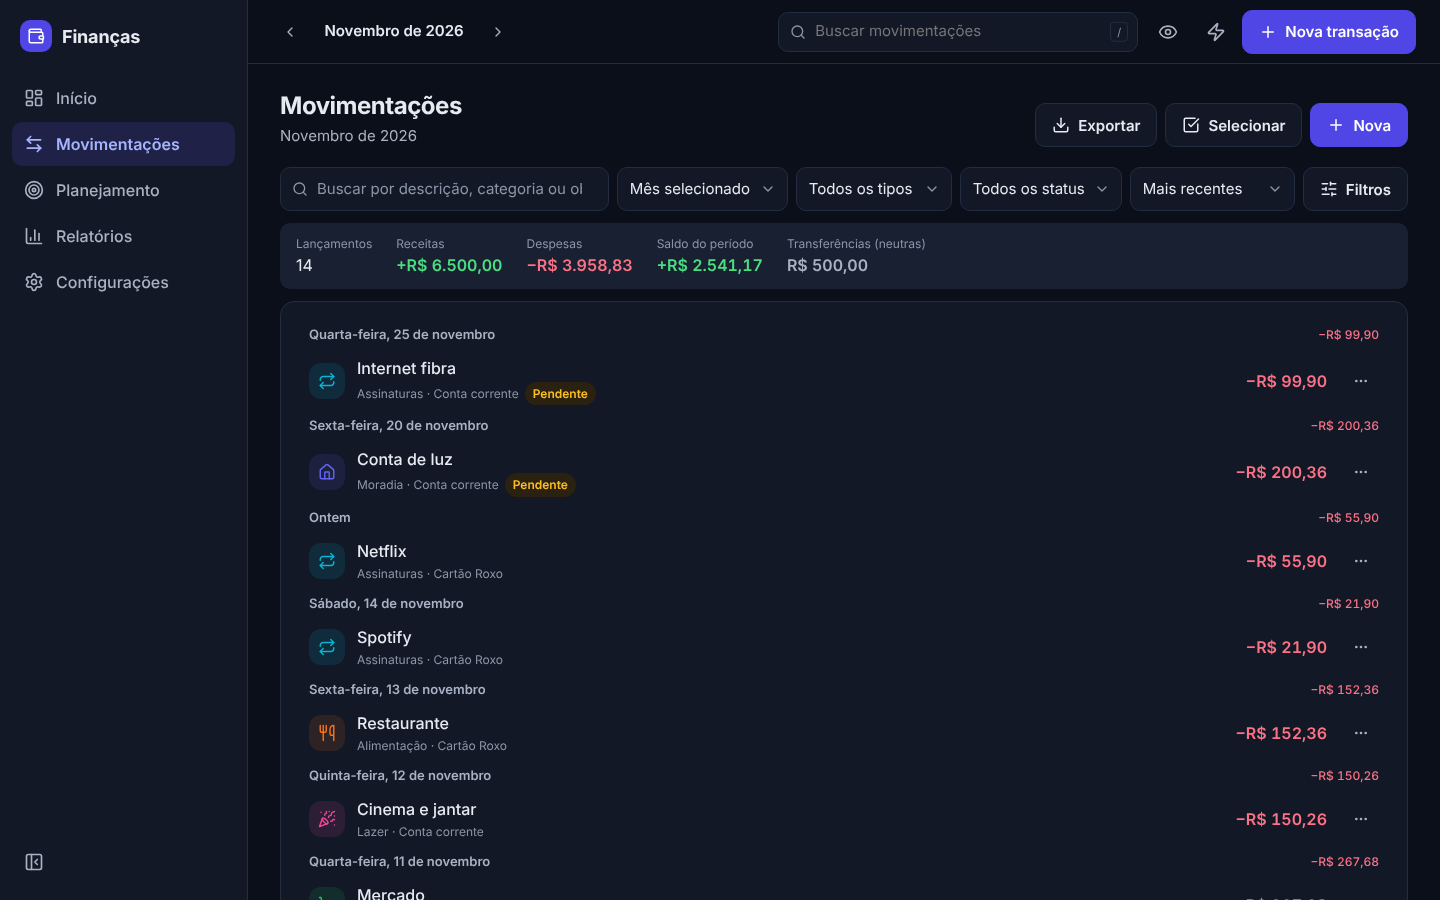 Finanças
Início
Movimentações
Planejamento
Relatórios
Configurações
Novembro de 2026
Buscar movimentações
/
Nova transação
Movimentações
Novembro de 2026
Exportar
Selecionar
Nova
Buscar por descrição, categoria ou ol
Mês selecionado
Todos os tipos
Todos os status
Mais recentes
Filtros
Lançamentos
14
Receitas
+R$ 6.500,00
Despesas
−R$ 3.958,83
Saldo do período
+R$ 2.541,17
Transferências (neutras)
R$ 500,00
Quarta-feira, 25 de novembro
−R$ 99,90
Internet fibra
Assinaturas · Conta corrente Pendente
−R$ 99,90
Sexta-feira, 20 de novembro
−R$ 200,36
Conta de luz
Moradia · Conta corrente Pendente
−R$ 200,36
Ontem
−R$ 55,90
Netflix
Assinaturas · Cartão Roxo
−R$ 55,90
Sábado, 14 de novembro
−R$ 21,90
Spotify
Assinaturas · Cartão Roxo
−R$ 21,90
Sexta-feira, 13 de novembro
−R$ 152,36
Restaurante
Alimentação · Cartão Roxo
−R$ 152,36
Quinta-feira, 12 de novembro
−R$ 150,26
Cinema e jantar
Lazer · Conta corrente
−R$ 150,26
Quarta-feira, 11 de novembro
−R$ 267,68
Mercado